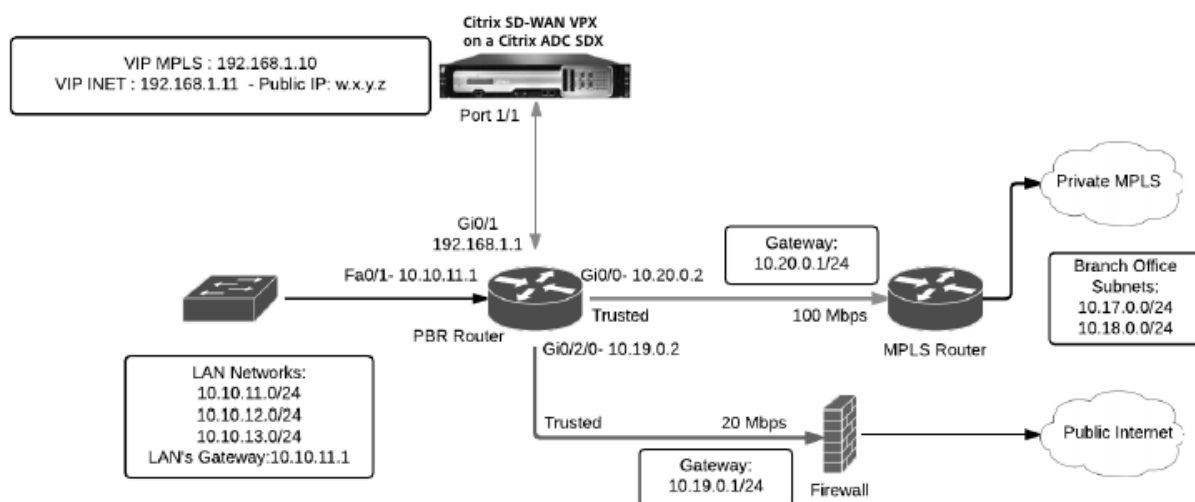 Citrix SD-WAN VPX
on a Citrix ADC SDX
VIP MPLS : 192.168.1.10
VIP INET : 192.168.1.11 - Public IP: w.x.y.z
Port 1/1
Private MPLS
Gi0/1
192.168.1.1
Gateway:
10.20.0.1/24
Fa0/1- 10.10.11.1
Gi0/0- 10.20.0.2
Branch Office
Subnets:
10.17.0.0/24
10.18.0.0/24
Trusted
100 Mbps
PBR Router
MPLS Router
Gi0/2/0- 10.19.0.2
LAN Networks:
10.10.11.0/24
10.10.12.0/24
10.10.13.0/24
LAN's Gateway:10.10.11.1
Trusted
20 Mbps
Public Internet
Gateway:
10.19.0.1/24
Firewall